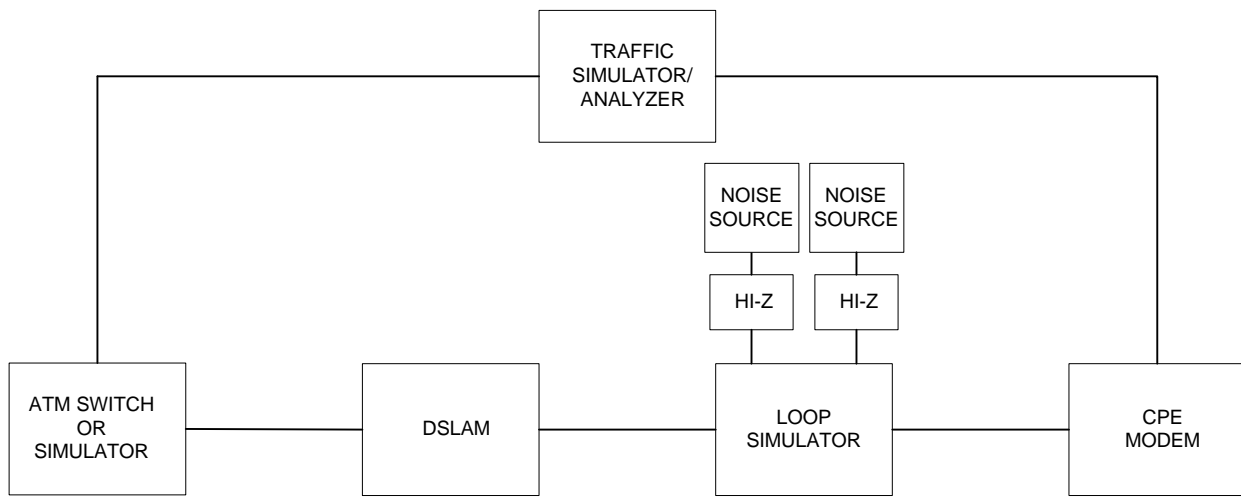 TRAFFIC
SIMULATOR/
ANALYZER
NOISE
SOURCE
NOISE
SOURCE
HI-Z
HI-Z
ATM SWITCH
OR
SIMULATOR
DSLAM
LOOP
SIMULATOR
CPE
MODEM